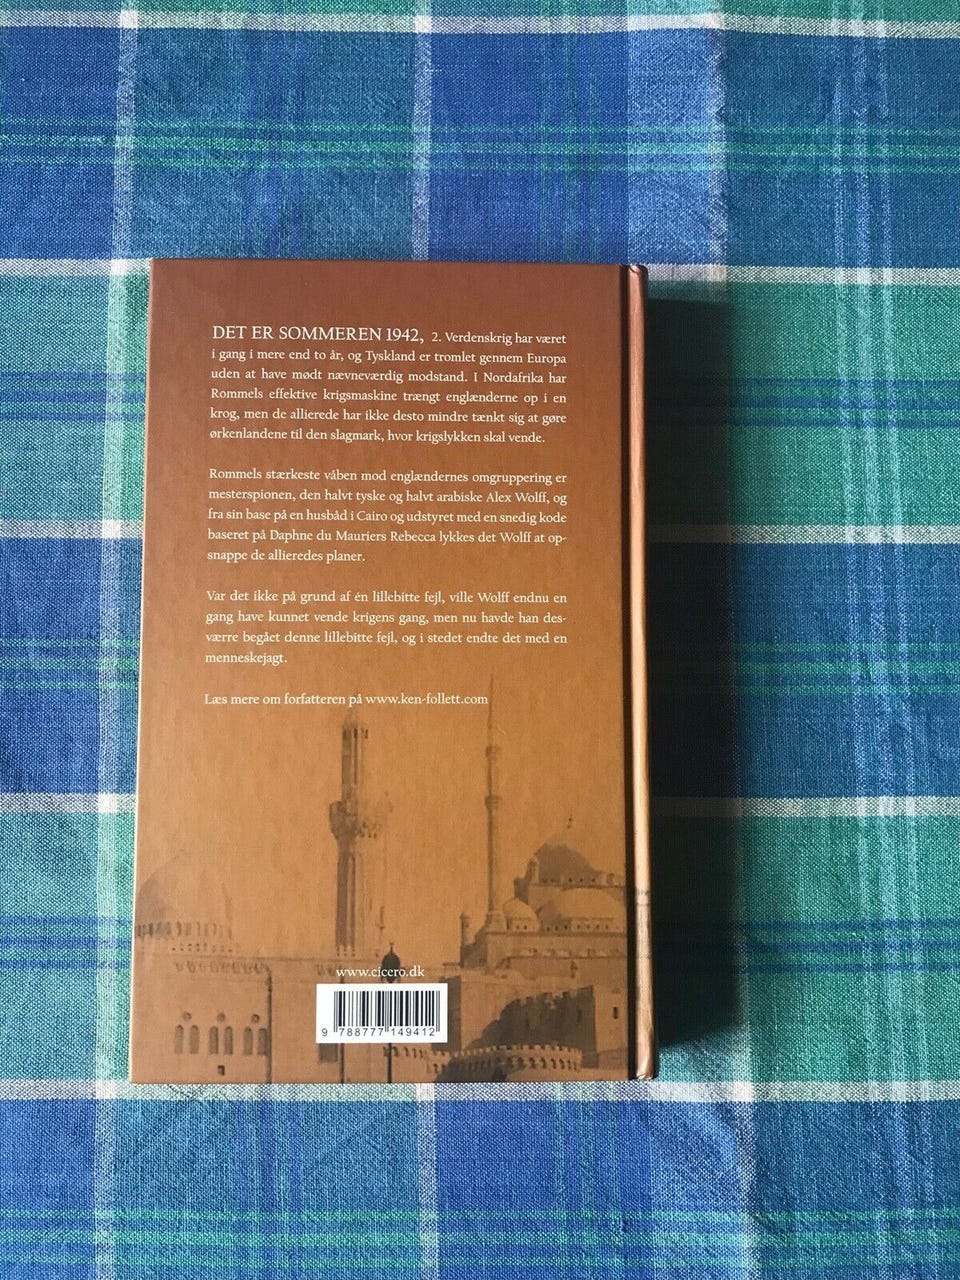 DET ER SOMMEREN 1942, 2. Verdenskrig har været
i gang i mere end to år, og Tyskland er tromlet gennem Europa
uden at have mødt nævneværdig modstand. I Nordafrika har
Rommels effektive krigsmaskine trængt englænderne op i en
krog, men de allierede har ikke desto mindre tænkt sig at gøre
ørkenlandene til den slagmark, hvor krigslykken skal vende.
Rommels stærkeste våben mod englændernes omgruppering er
mesterspionen, den halvt tyske og halvt arabiske Alex Wolff, og
fra sin base på en husbåd i Cairo og udstyret med en snedig kode
baseret på Daphne du Mauriers Rebecca lykkes det Wolff at op-
snappe de allieredes planer.
Var det ikke på grund af én lillebitte fejl, ville Wolff endnu en
gang have kunnet vende krigens gang, men nu havde han des-
værre begået denne lillebitte fejl, og i stedet endte det med en
menneskejagt.
Læs mere om forfatteren på www.ken-follett.com
www.cicero.dk
9 788777 149412